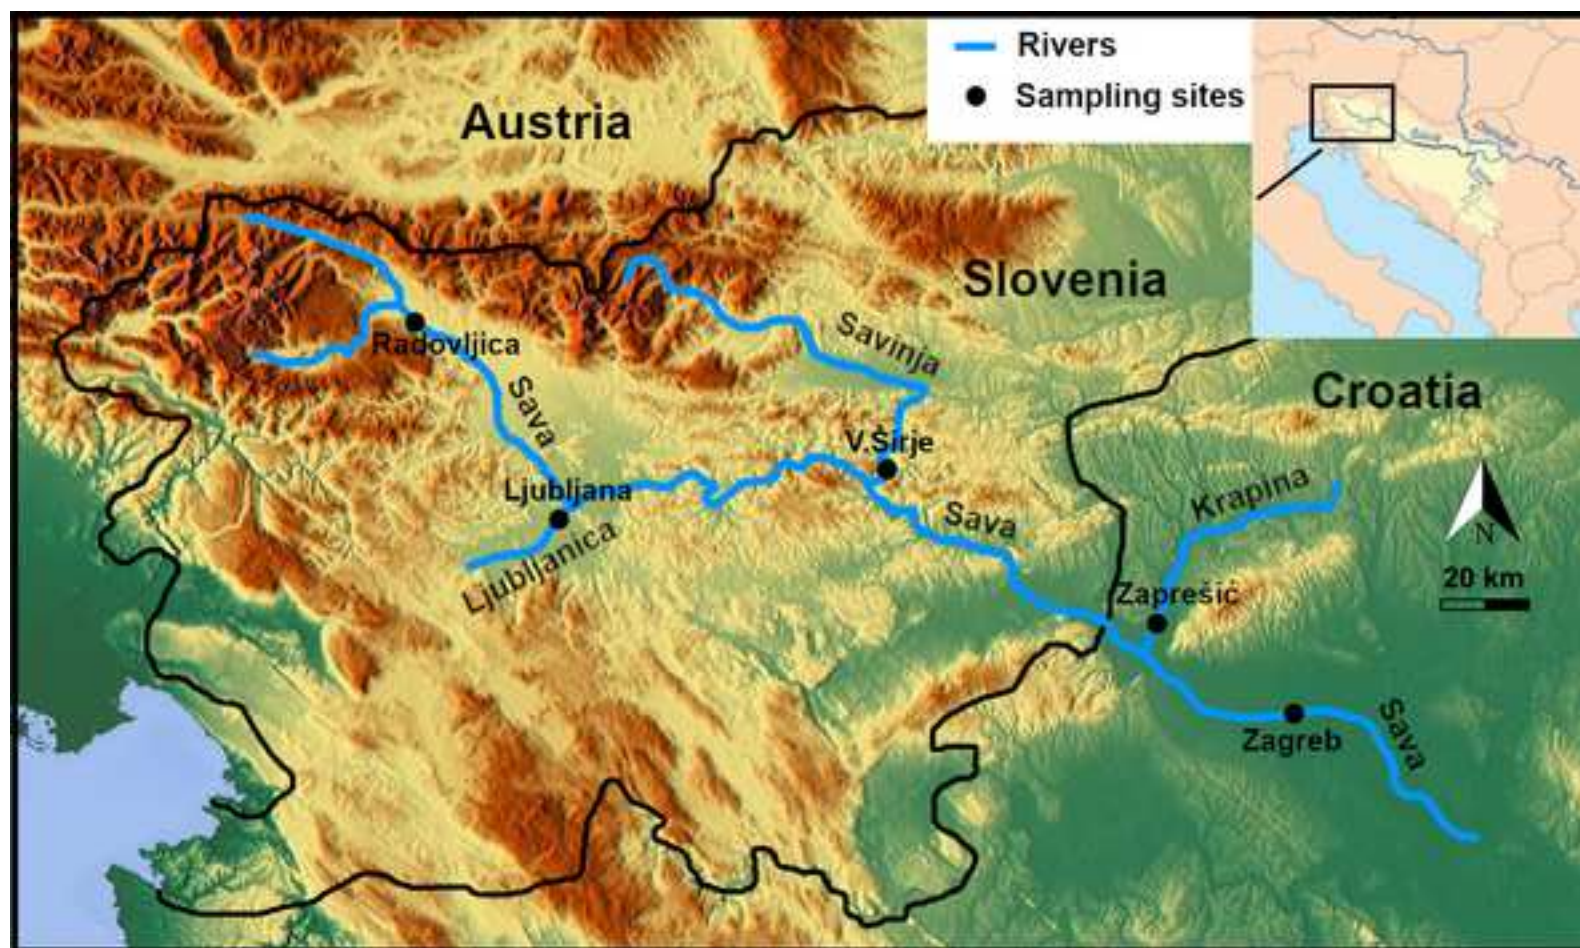 Rivers
Sampling sites
Austria
Slovenia
Savinja
Radovljica
Croatia
Sava
V.Širje
Krapina
Ljubljana
Sava
N
Ljubljanica
20 km
Zaprešić
Sava
Zagreb